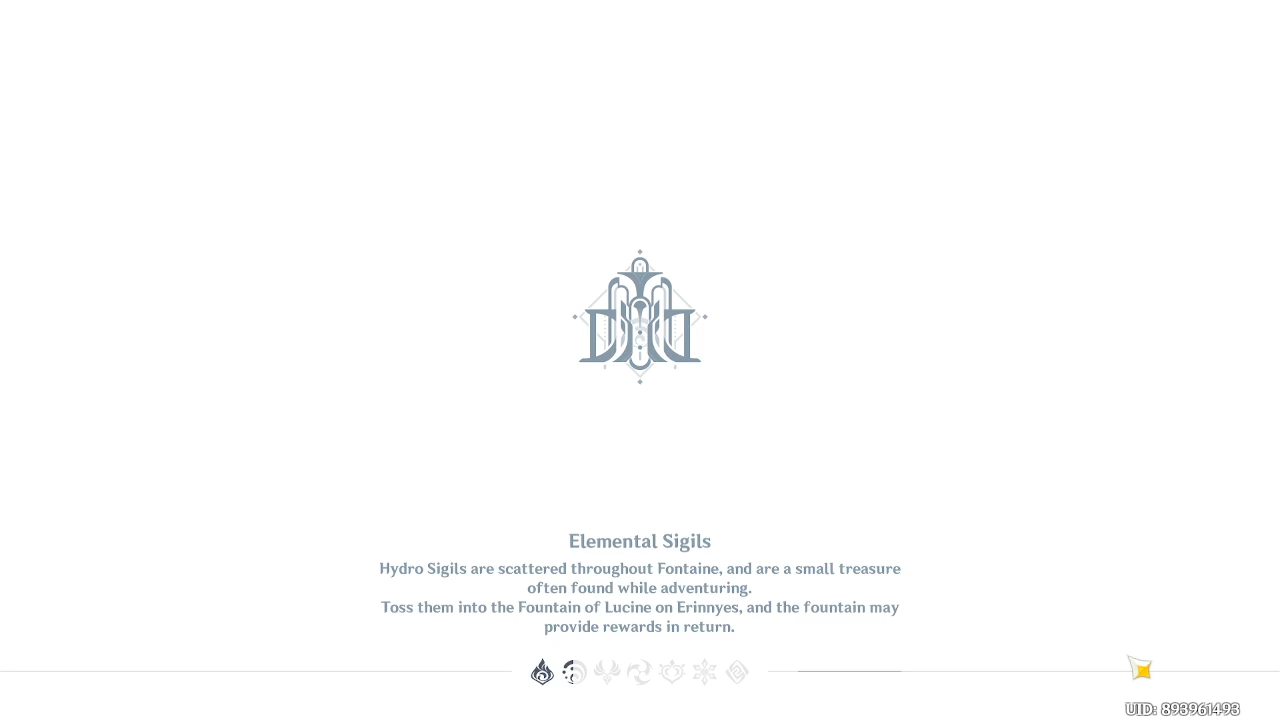 Elemental Sigils
Hydro Sigils are scattered throughout Fontaine, and are a small treasure
often found while adventuring.
Toss them into the Fountain of Lucine on Erinnyes, and the fountain may
provide rewards in return.
UID: 893961493